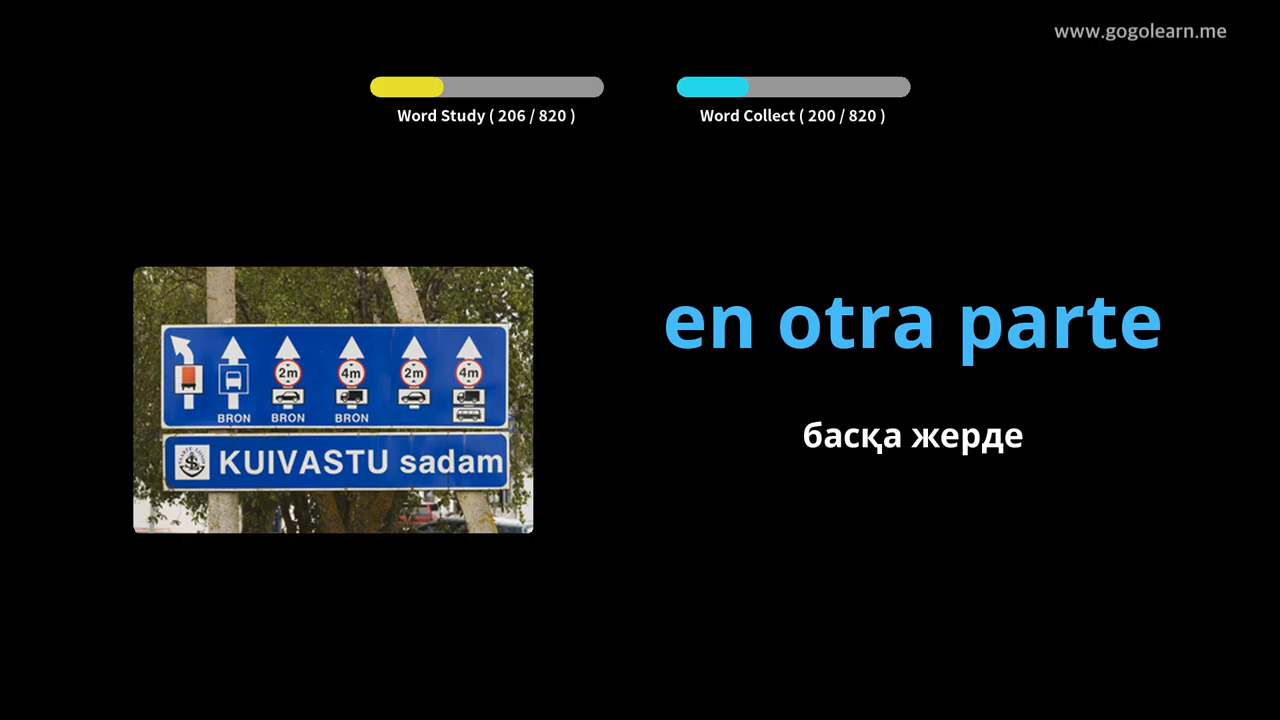 www.gogolearn.me
Word Study ( 206 / 820 )
Word Collect ( 200 / 820 )
en otra parte
басқа жерде
2m 4m 2m 4m
BRON BRON BRON
KUIVASTU sadam